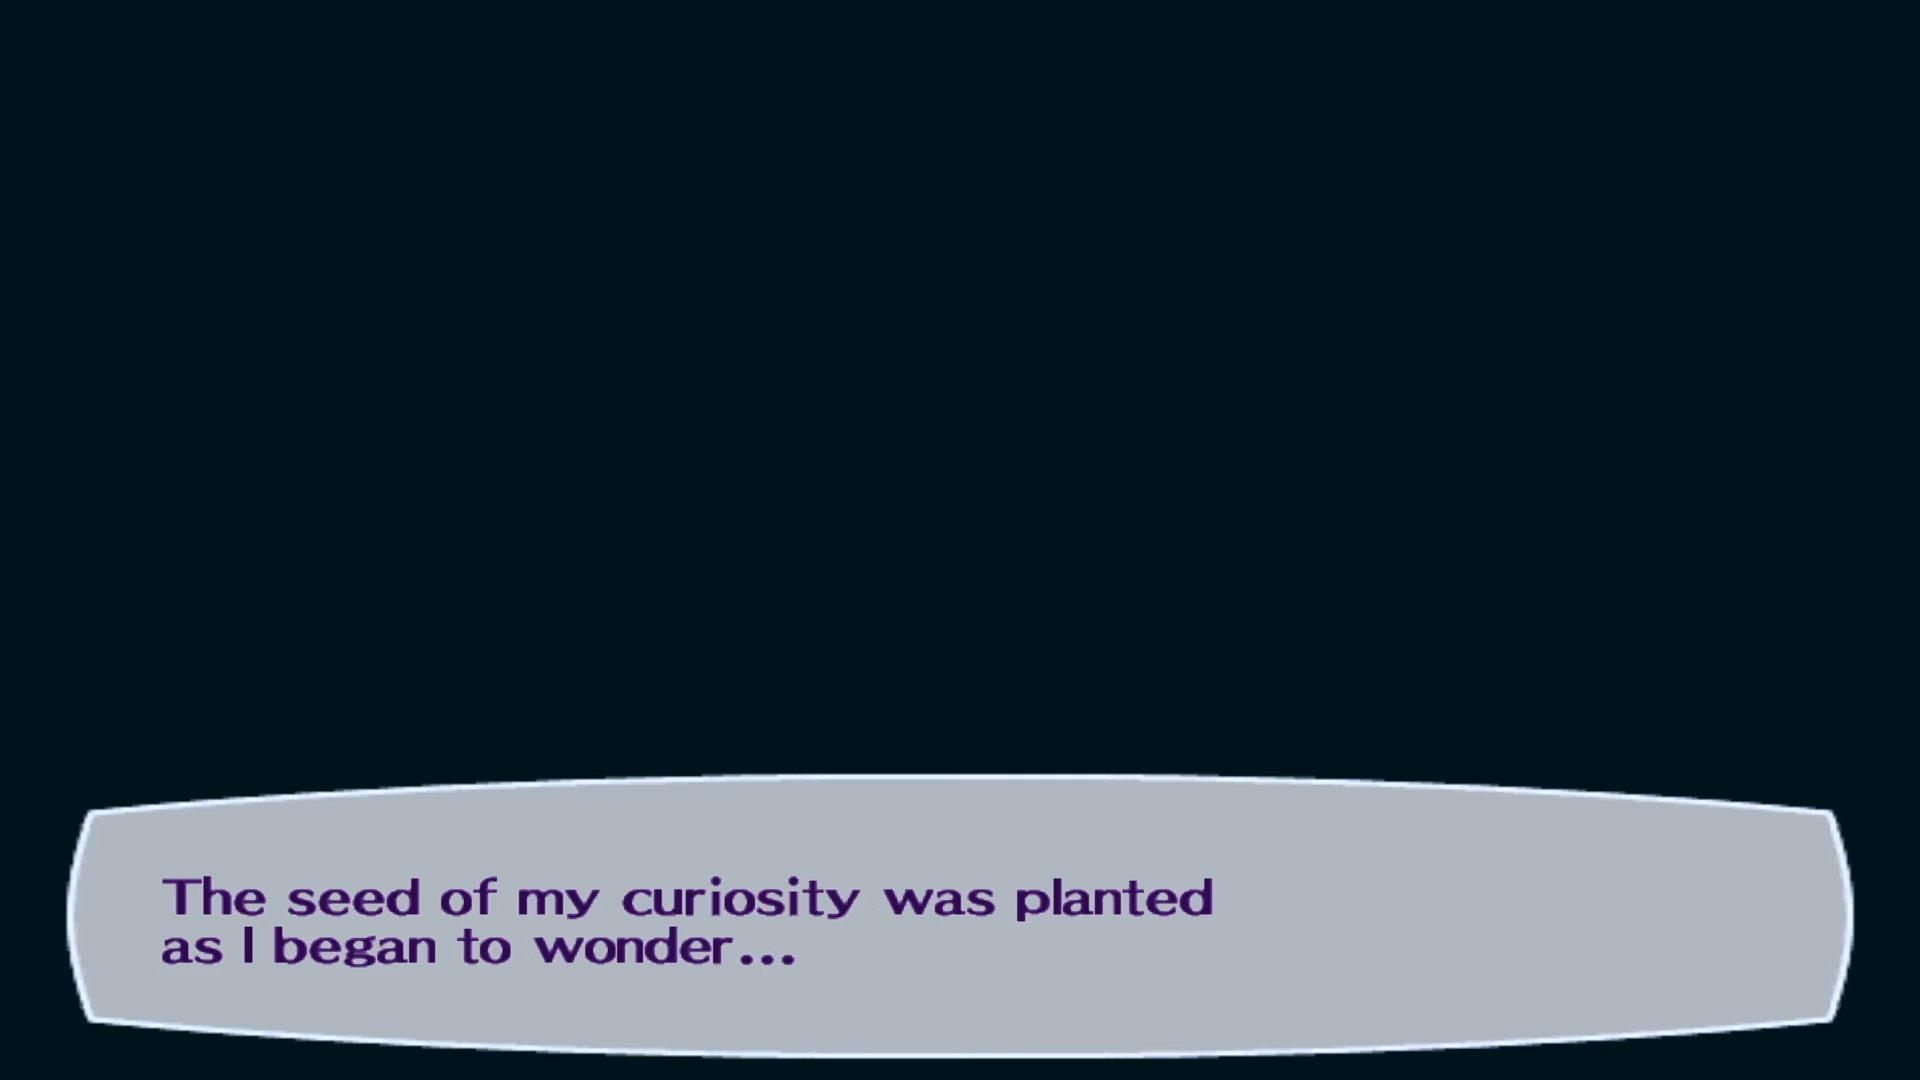 The seed of my curiosity was planted
as I began to wonder...